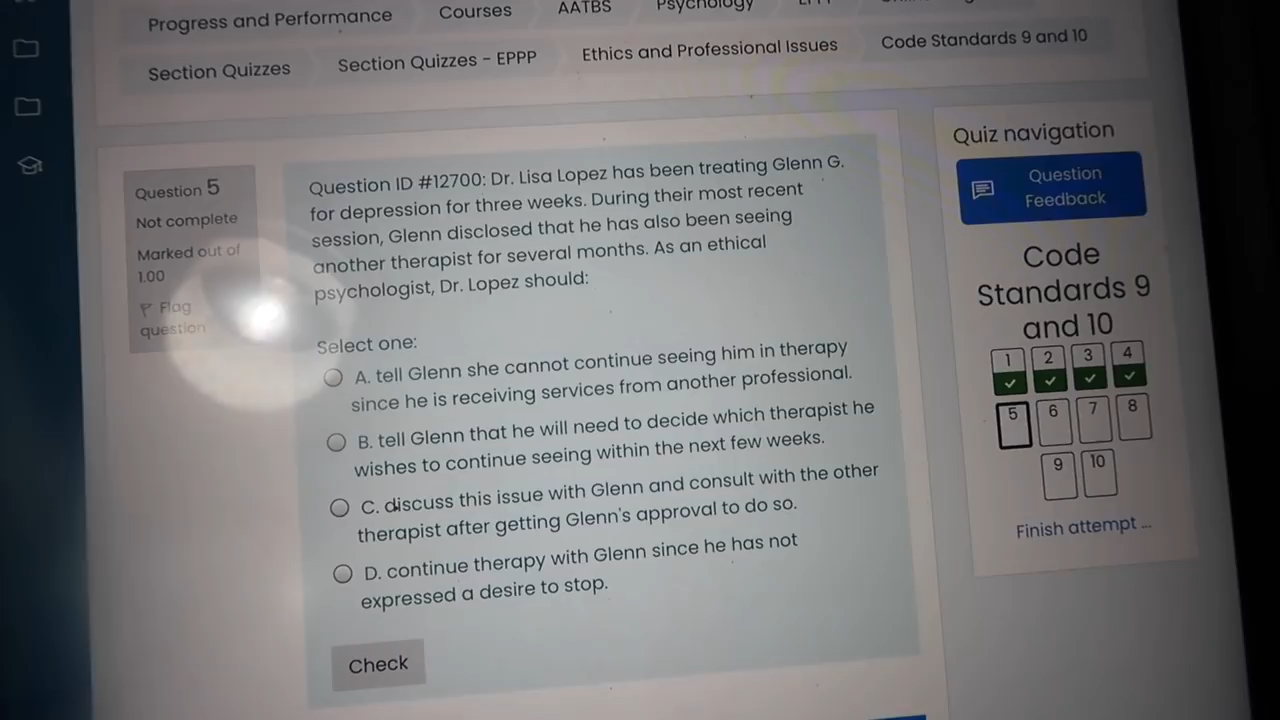 Progress and Performance
Courses
AATBS
Psychology
Section Quizzes
Section Quizzes - EPPP
Ethics and Professional Issues
Code Standards 9 and 10
Question 5
Not complete
Marked out of
1.00
Flag
question
Question ID #12700: Dr. Lisa Lopez has been treating Glenn G.
for depression for three weeks. During their most recent
session, Glenn disclosed that he has also been seeing
another therapist for several months. As an ethical
psychologist, Dr. Lopez should:
Select one:
A. tell Glenn she cannot continue seeing him in therapy
since he is receiving services from another professional.
B. tell Glenn that he will need to decide which therapist he
wishes to continue seeing within the next few weeks.
C. discuss this issue with Glenn and consult with the other
therapist after getting Glenn's approval to do so.
D. continue therapy with Glenn since he has not
expressed a desire to stop.
Check
Quiz navigation
Question
Feedback
Code
Standards 9
and 10
1 2 3 4
5 6 7 8
9 10
Finish attempt ...